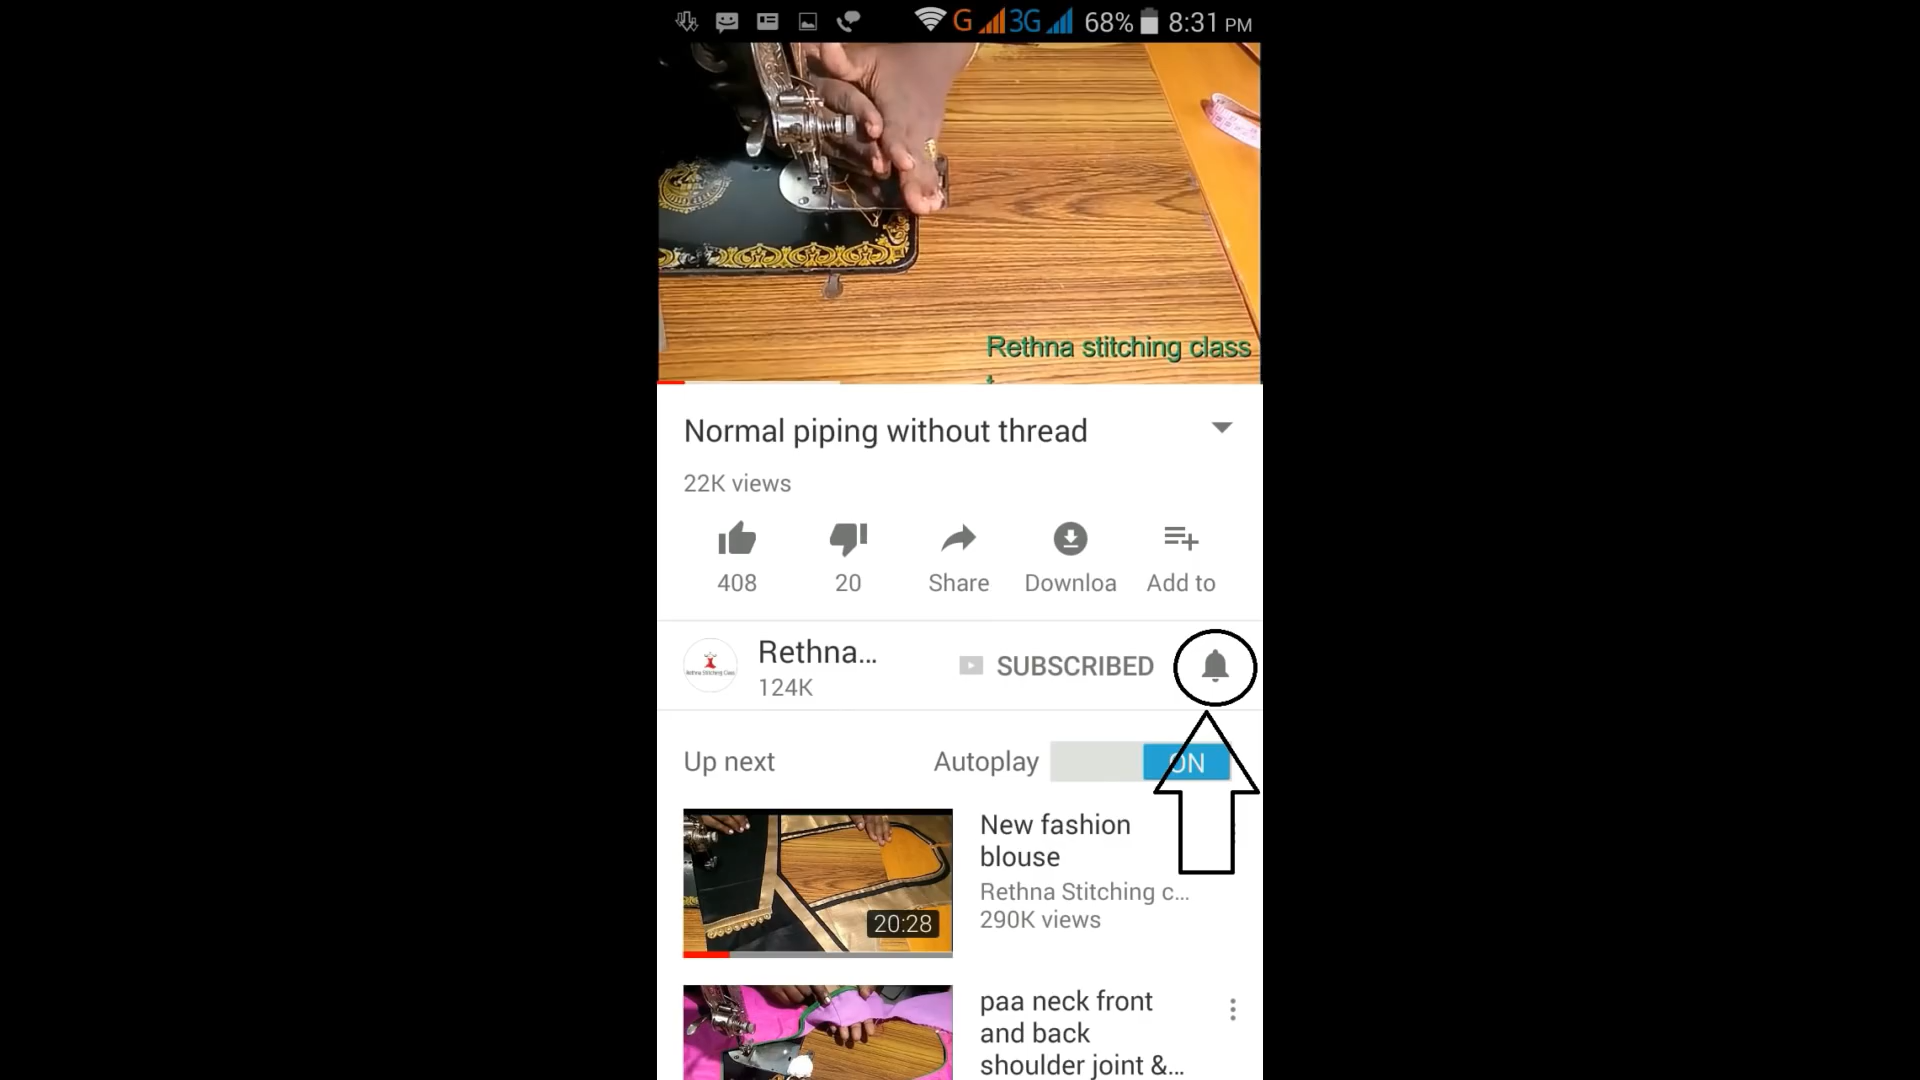 G 3G 68% 8:31 PM
Rethna stitching class
Normal piping without thread
22K views
408
20
Share
Downloa
Add to
Rethna...
124K
SUBSCRIBED
Up next
Autoplay
ON
20:28
New fashion
blouse
Rethna Stitching c...
290K views
paa neck front
and back
shoulder joint &...